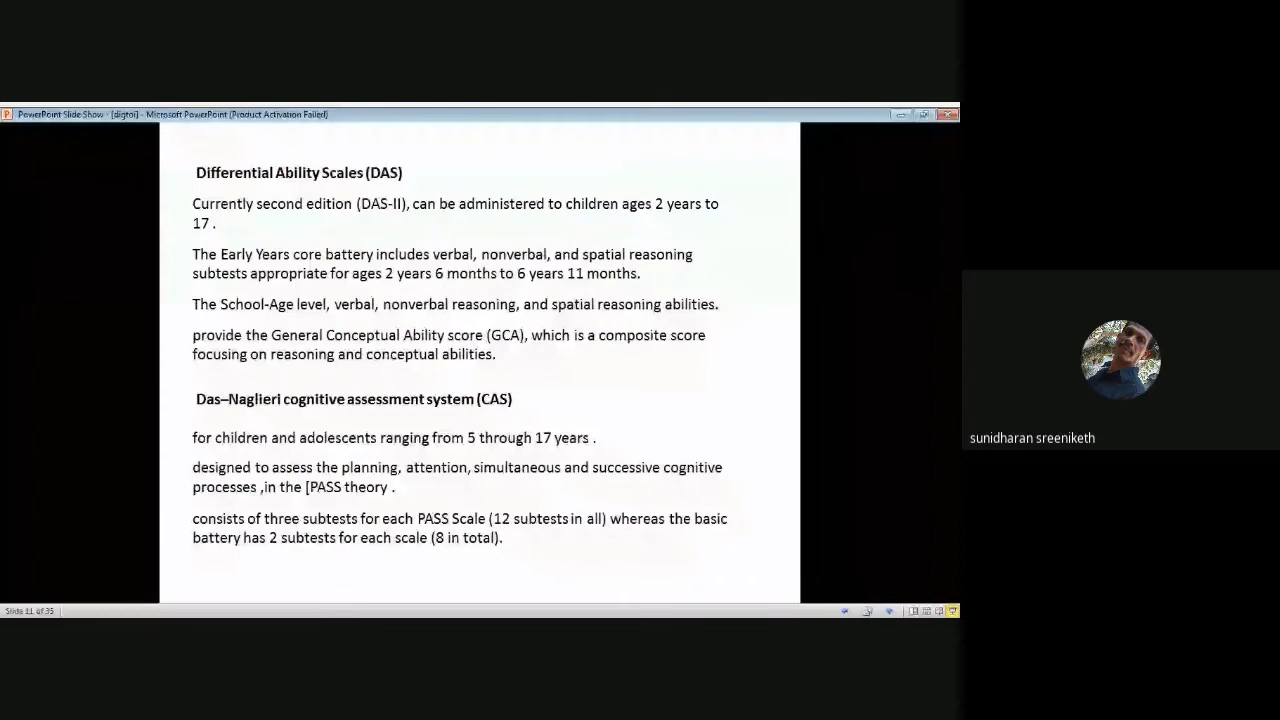 PowerPoint Slide Show - [digtoi] - Microsoft PowerPoint (Product Activation Failed)
Differential Ability Scales (DAS)
Currently second edition (DAS-II), can be administered to children ages 2 years to
17 .
The Early Years core battery includes verbal, nonverbal, and spatial reasoning
subtests appropriate for ages 2 years 6 months to 6 years 11 months.
The School-Age level, verbal, nonverbal reasoning, and spatial reasoning abilities.
provide the General Conceptual Ability score (GCA), which is a composite score
focusing on reasoning and conceptual abilities.
Das–Naglieri cognitive assessment system (CAS)
for children and adolescents ranging from 5 through 17 years .
designed to assess the planning, attention, simultaneous and successive cognitive
processes ,in the [PASS theory .
consists of three subtests for each PASS Scale (12 subtests in all) whereas the basic
battery has 2 subtests for each scale (8 in total).
Slide 11 of 35
sunidharan sreeniketh